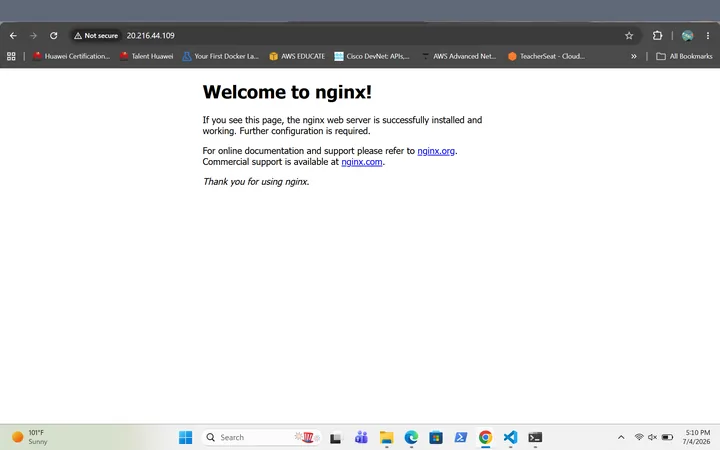 Not secure
20.216.44.109
Huawei Certification...
Talent Huawei
Your First Docker La...
AWS EDUCATE
Cisco DevNet: APIs,...
AWS Advanced Net...
TeacherSeat - Cloud...
»
All Bookmarks
Welcome to nginx!
If you see this page, the nginx web server is successfully installed and
working. Further configuration is required.
For online documentation and support please refer to nginx.org.
Commercial support is available at nginx.com.
Thank you for using nginx.
101°F
Sunny
Search
5:10 PM
7/4/2026